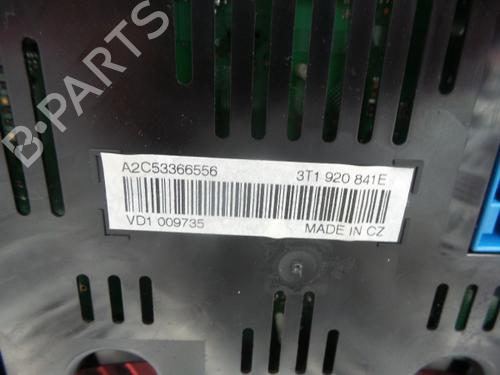 B-PARTS
A2C53366556 3T1 920 841E
VD1 009735 MADE IN CZ